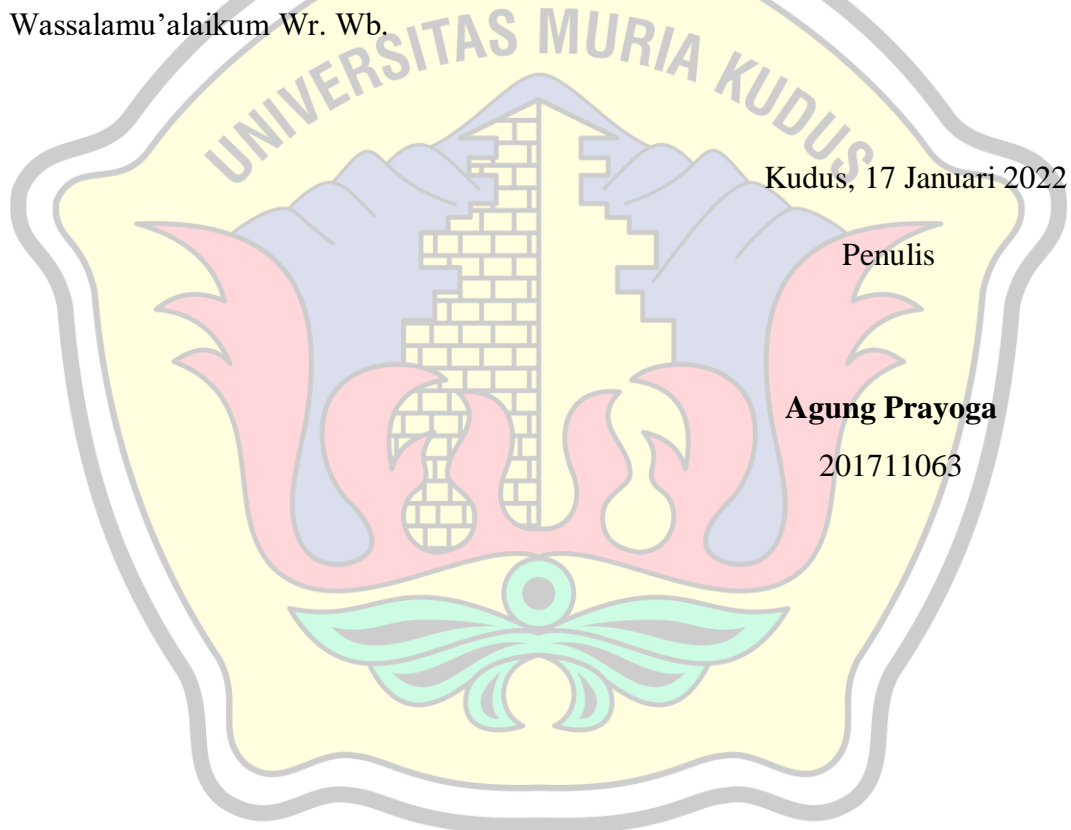 Wassalamu’alaikum Wr. Wb.
UNIVERSITAS MURIA KUDUS
Kudus, 17 Januari 2022
Penulis
Agung Prayoga
201711063